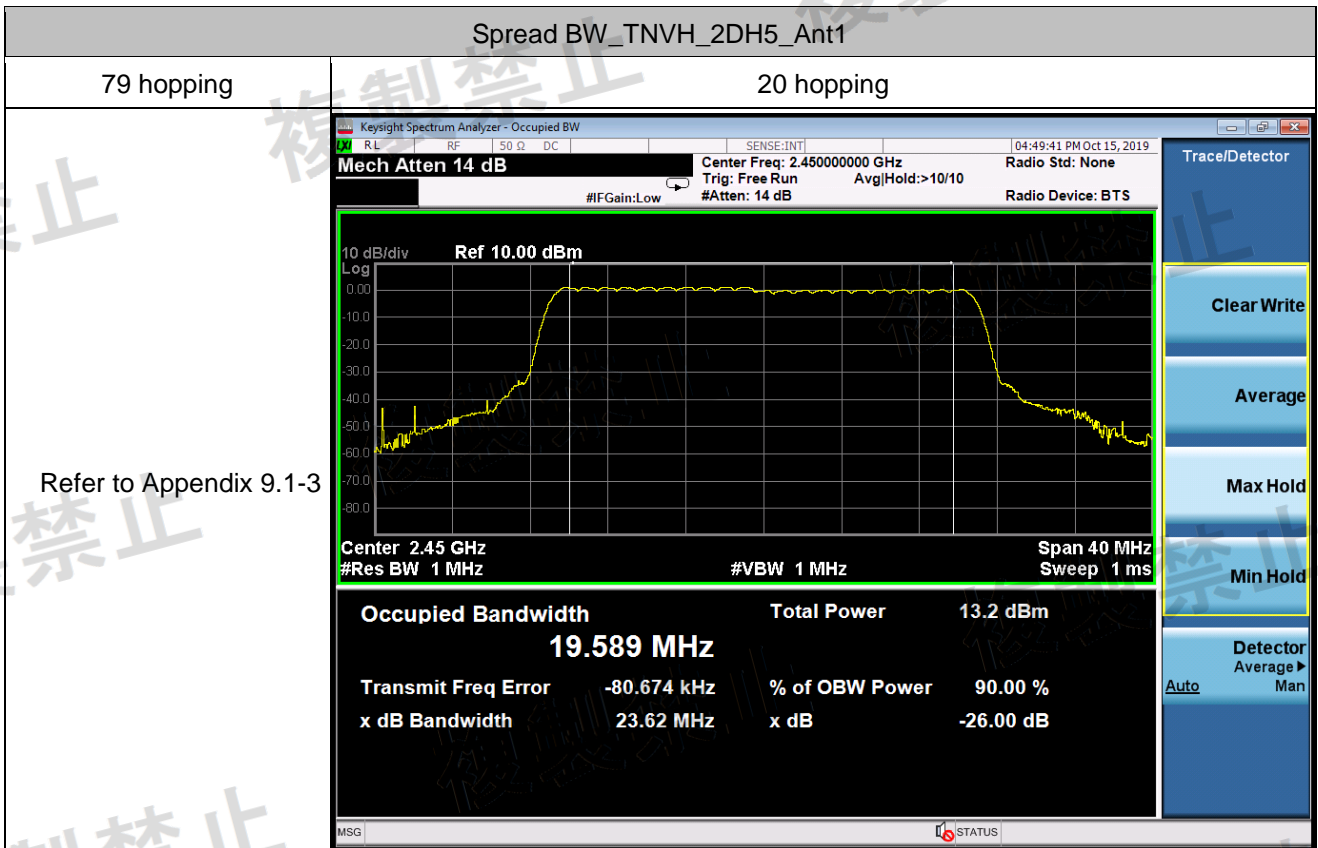 Spread BW_TNVH_2DH5_Ant1
79 hopping
20 hopping
Refer to Appendix 9.1-3
Keysight Spectrum Analyzer - Occupied BW
LXI RL RF 50 Ω DC SENSE:INT 04:49:41 PM Oct 15, 2019
Mech Atten 14 dB
Center Freq: 2.450000000 GHz
Radio Std: None
Trig: Free Run Avg|Hold:>10/10
#IFGain:Low
#Atten: 14 dB
Radio Device: BTS
10 dB/div Ref 10.00 dBm
Log
0.00
-10.0
-20.0
-30.0
-40.0
-50.0
-60.0
-70.0
-80.0
Center 2.45 GHz Span 40 MHz
#Res BW 1 MHz #VBW 1 MHz Sweep 1 ms
Occupied Bandwidth
19.589 MHz
Total Power 13.2 dBm
Transmit Freq Error -80.674 kHz % of OBW Power 90.00 %
x dB Bandwidth 23.62 MHz x dB -26.00 dB
MSG STATUS
Trace/Detector
Clear Write
Average
Max Hold
Min Hold
Detector
Average
Auto Man
複製禁止